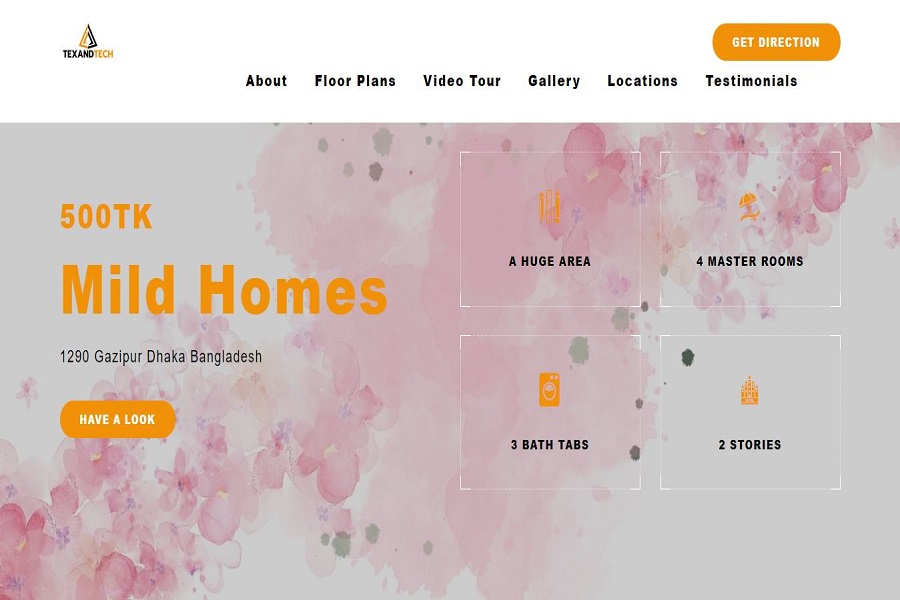 TEXANDTECH
GET DIRECTION
About Floor Plans Video Tour Gallery Locations Testimonials
500TK
Mild Homes
1290 Gazipur Dhaka Bangladesh
HAVE A LOOK
A HUGE AREA
4 MASTER ROOMS
3 BATH TABS
2 STORIES